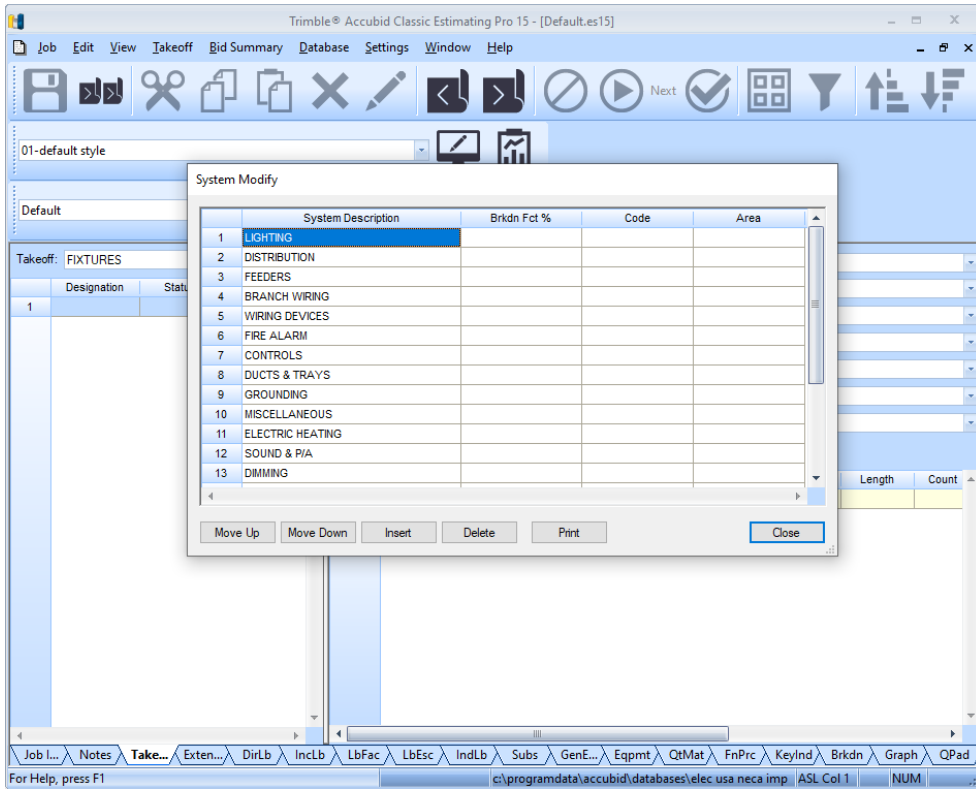 Trimble® Accubid Classic Estimating Pro 15 - [Default.es15]
Job Edit View Takeoff Bid Summary Database Settings Window Help
Next
01-default style
System Modify
Default
System Description Brkdn Fct % Code Area
1 LIGHTING
2 DISTRIBUTION
3 FEEDERS
4 BRANCH WIRING
5 WIRING DEVICES
6 FIRE ALARM
7 CONTROLS
8 DUCTS & TRAYS
9 GROUNDING
10 MISCELLANEOUS
11 ELECTRIC HEATING
12 SOUND & P/A
13 DIMMING
Takeoff: FIXTURES
Designation Statu
1
Length Count
Move Up Move Down Insert Delete Print Close
Job I... Notes Take... Exten... DirLb IncLb LbFac LbEsc IndLb Subs GenE... Eqpmt QtMat FnPrc KeyInd Brkdn Graph QPad
For Help, press F1 c:\programdata\accubid\databases\elec usa neca imp ASL Col 1 NUM